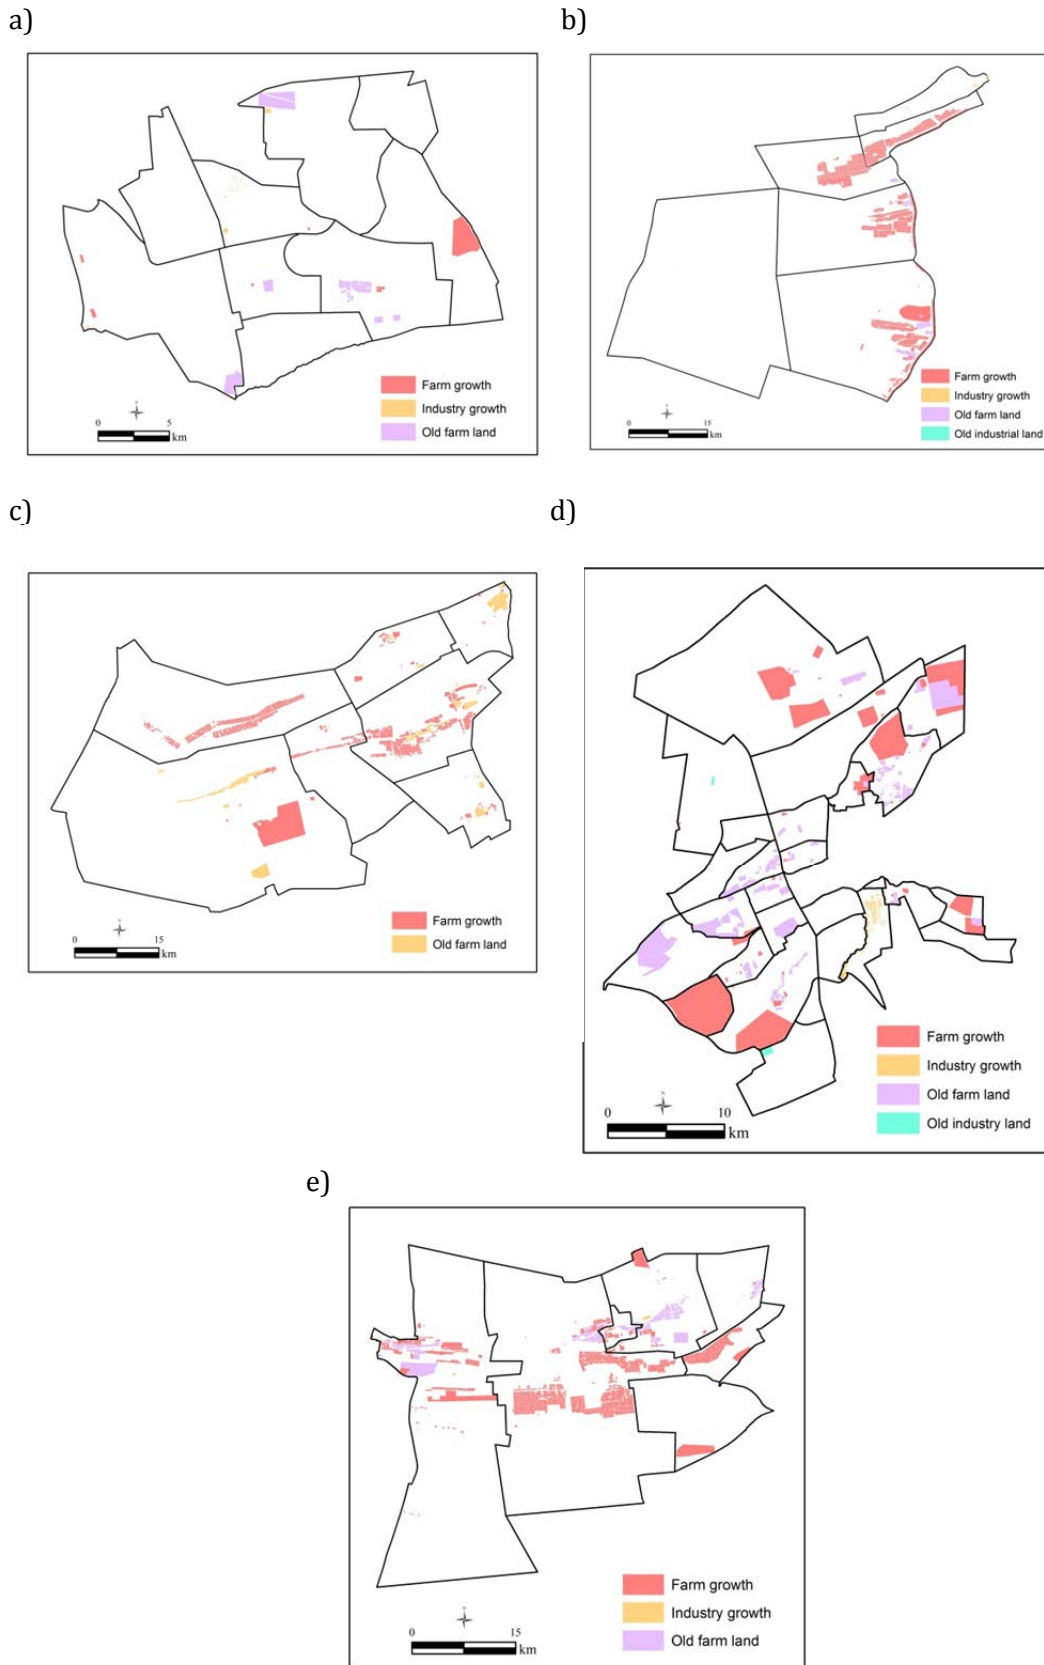 a)
b)
Farm growth
Industry growth
Old farm land
0 5
km
Farm growth
Industry growth
Old farm land
Old industrial land
0 15
km
c)
d)
Farm growth
Old farm land
0 15
km
Farm growth
Industry growth
Old farm land
Old industry land
0 10
km
e)
Farm growth
Industry growth
Old farm land
0 15
km